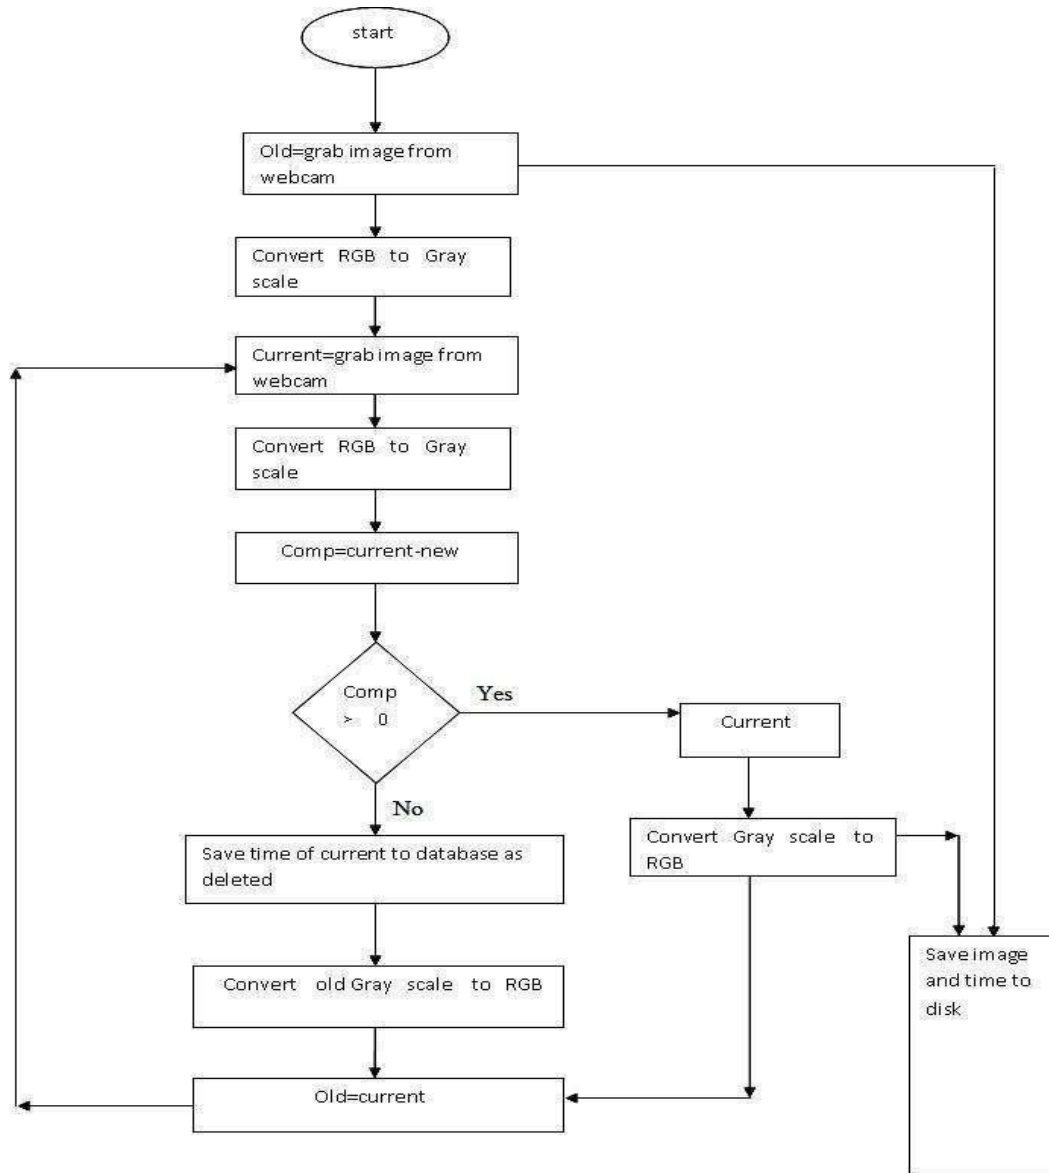 start
Old=grab image from
webcam
Convert RGB to Gray
scale
Current=grab image from
webcam
Convert RGB to Gray
scale
Comp=current-new
Comp
> 0
Yes
Current
No
Convert Gray scale to
RGB
Save time of current to database as
deleted
Convert old Gray scale to RGB
Save image
and time to
disk
Old=current